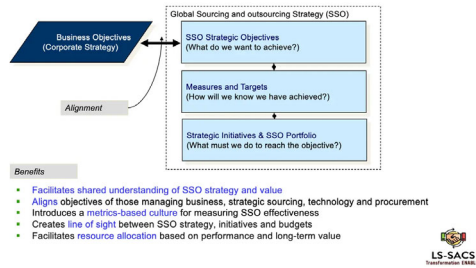 Global Sourcing and outsourcing Strategy (SSO)
Business Objectives
(Corporate Strategy)
SSO Strategic Objectives
(What do we want to achieve?)
Measures and Targets
(How will we know we have achieved?)
Alignment
Strategic Initiatives & SSO Portfolio
(What must we do to reach the objective?)
Benefits
Facilitates shared understanding of SSO strategy and value
Aligns objectives of those managing business, strategic sourcing, technology and procurement
Introduces a metrics-based culture for measuring SSO effectiveness
Creates line of sight between SSO strategy, initiatives and budgets
Facilitates resource allocation based on performance and long-term value
LS-SACS
Transformation